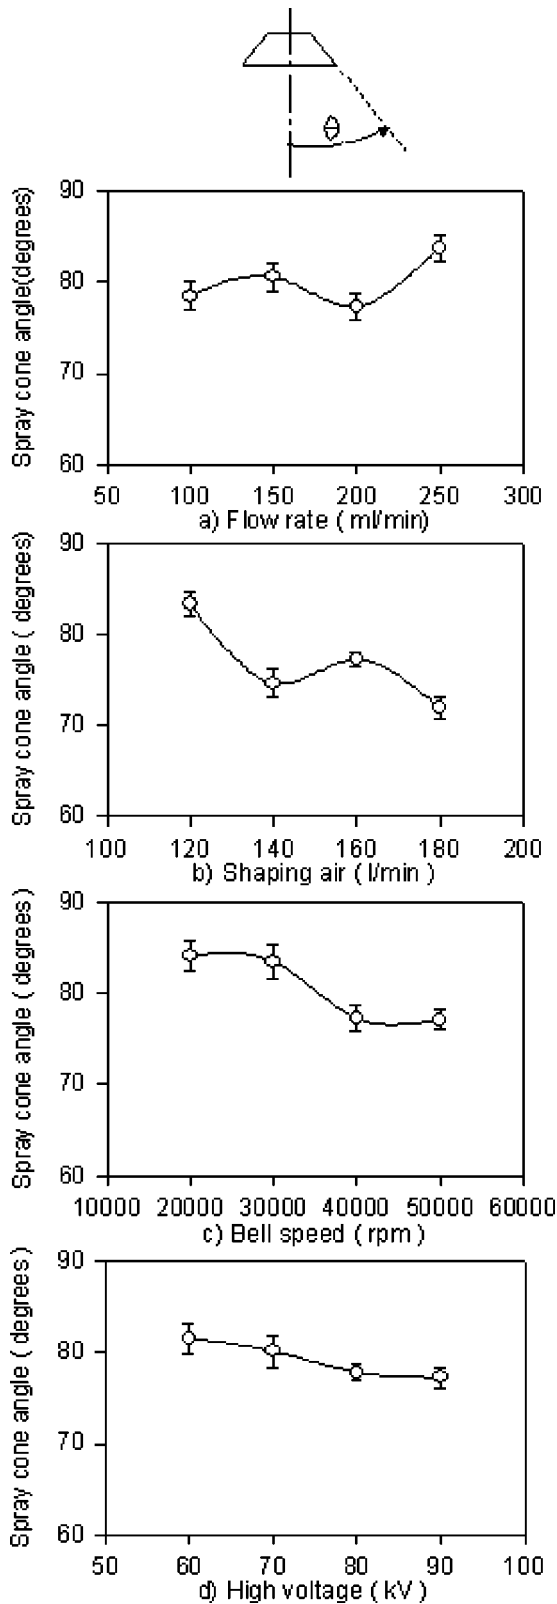 θ
Spray cone angle(degrees)
90
80
70
60
50 100 150 200 250 300
a) Flow rate ( ml/min)
Spray cone angle ( degrees)
90
80
70
60
100 120 140 160 180 200
b) Shaping air ( l/min )
Spray cone angle ( degrees )
90
80
70
60
10000 20000 30000 40000 50000 60000
c) Bell speed ( rpm )
Spray cone angle ( degrees )
90
80
70
60
50 60 70 80 90 100
d) High voltage ( kV )